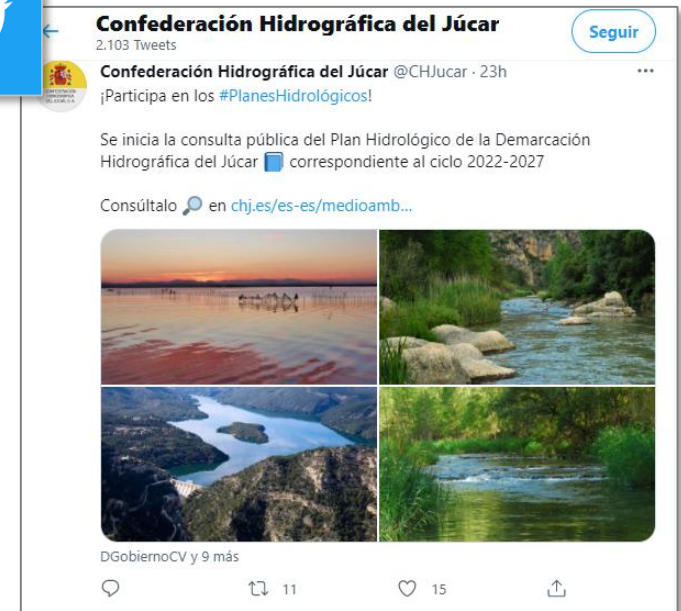 Confederación Hidrográfica del Júcar
2.103 Tweets
Seguir
Confederación Hidrográfica del Júcar @CHJucar · 23h
¡Participa en los #PlanesHidrológicos!
Se inicia la consulta pública del Plan Hidrológico de la Demarcación
Hidrográfica del Júcar 📘 correspondiente al ciclo 2022-2027
Consúltalo 🔎 en chj.es/es-es/medioamb...
DGobiernoCV y 9 más
11
15